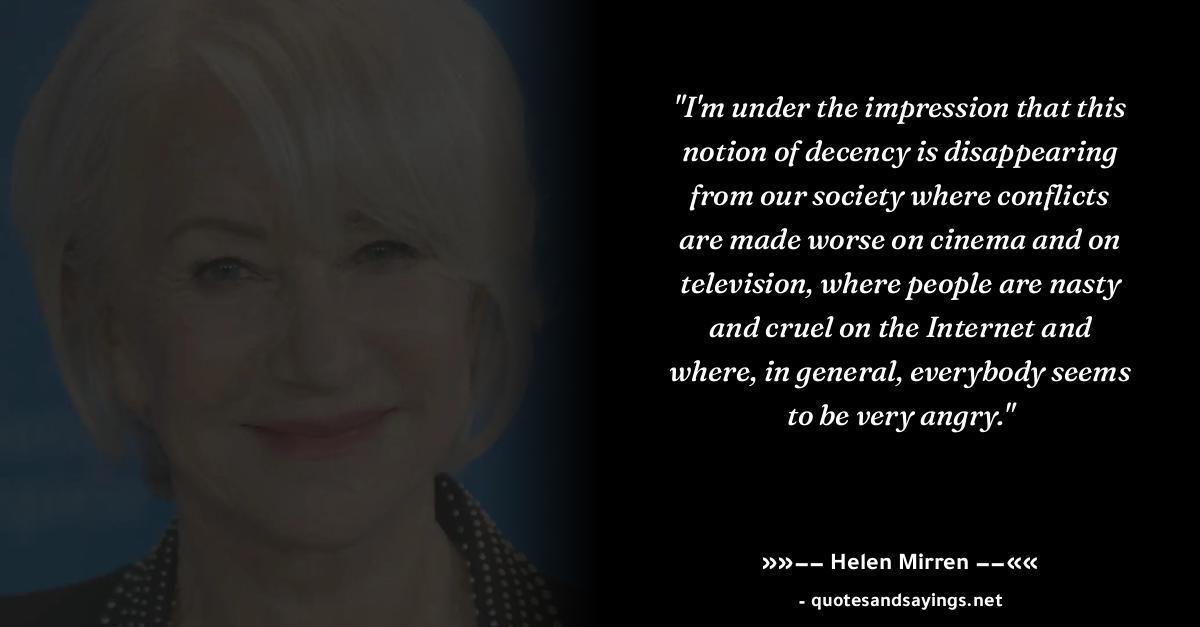 "I'm under the impression that this
notion of decency is disappearing
from our society where conflicts
are made worse on cinema and on
television, where people are nasty
and cruel on the Internet and
where, in general, everybody seems
to be very angry."
»»–– Helen Mirren ––««
- quotesandsayings.net